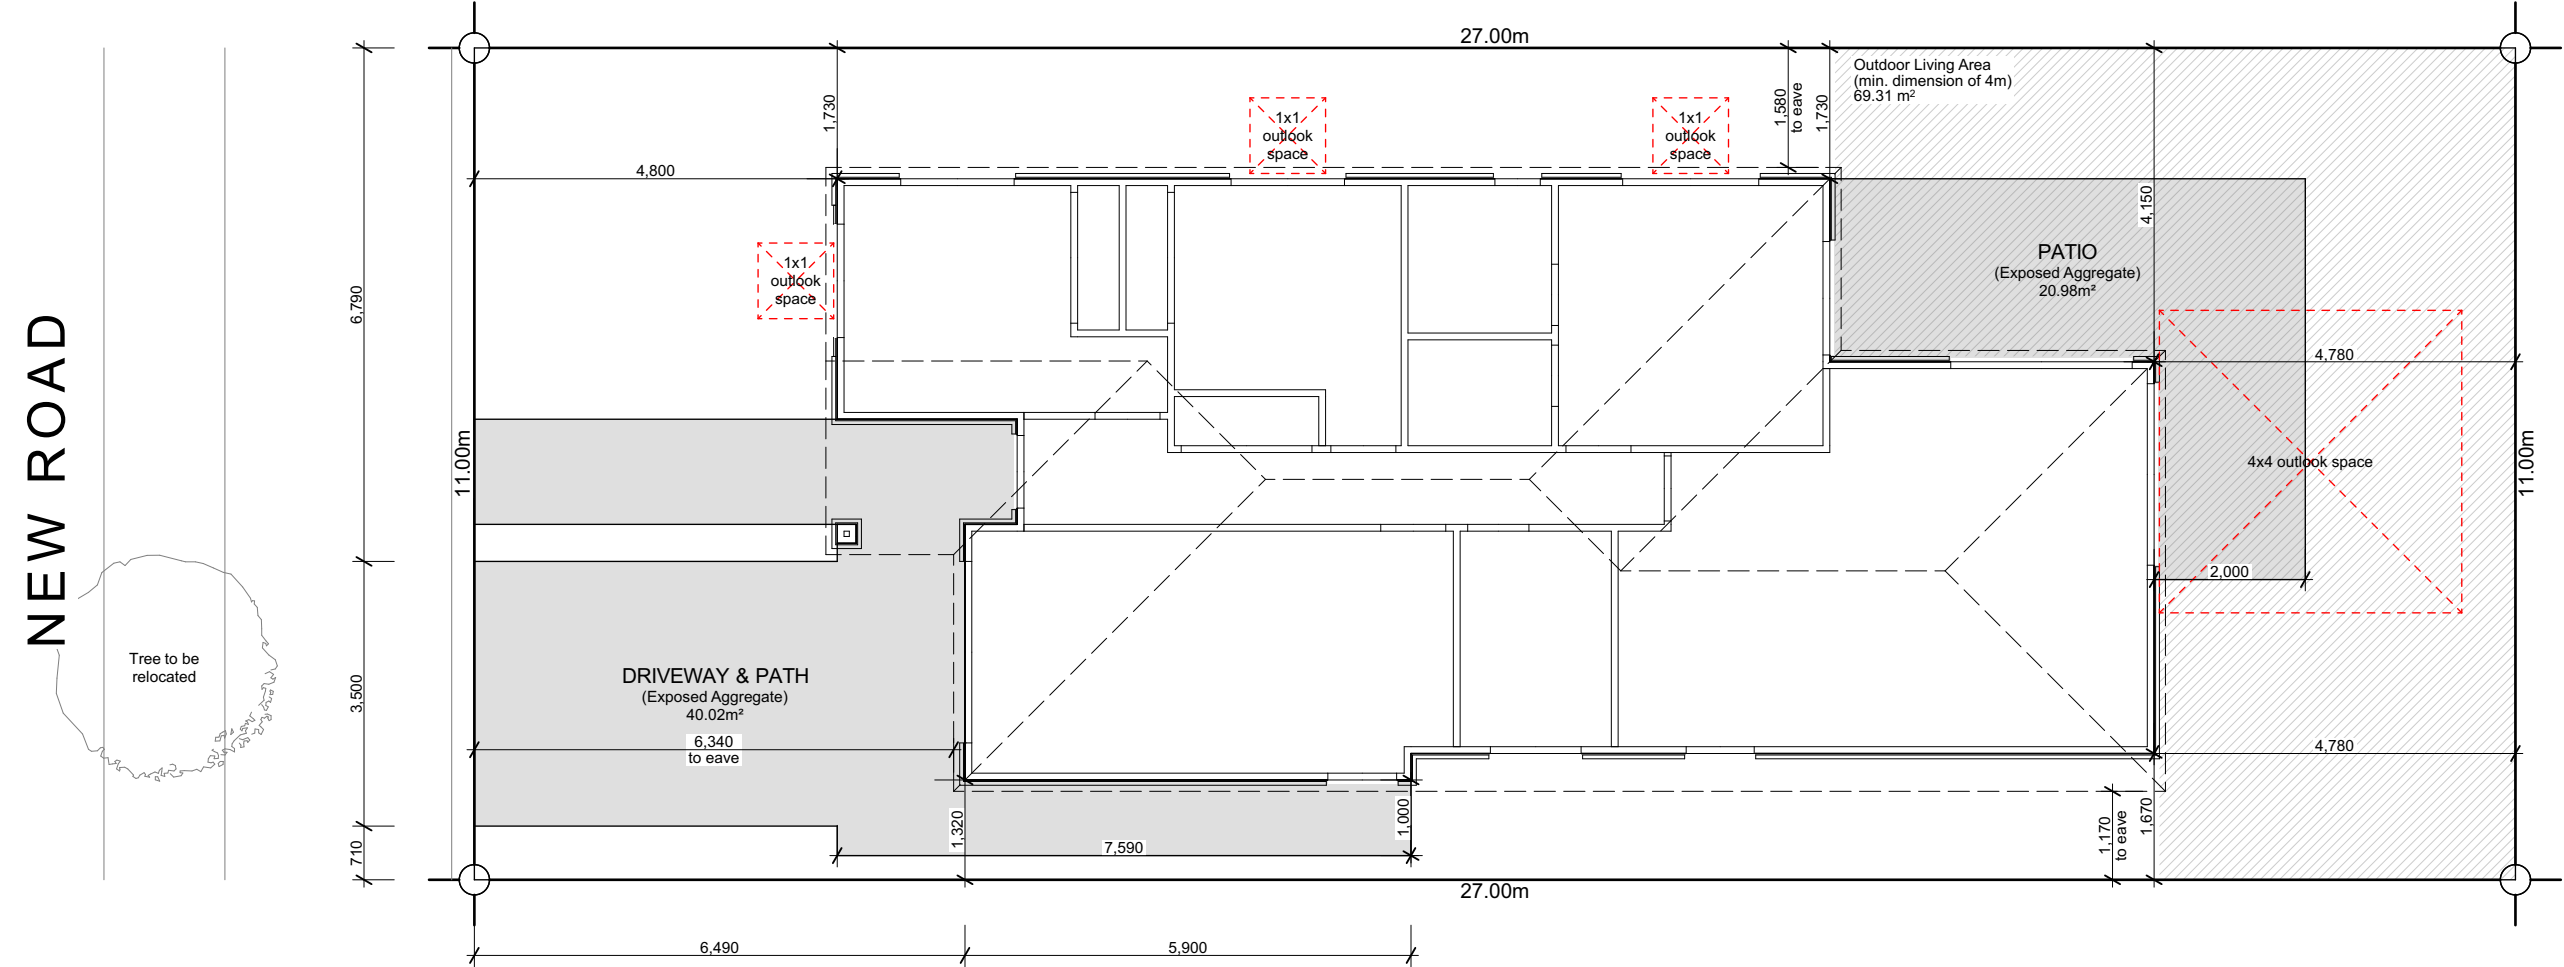 27.00m
Outdoor Living Area
(min. dimension of 4m)
69.31 m²
1,730
1x1
outlook
space
1x1
outlook
space
1,580
to eave
1,730
4,800
4,150
1x1
outlook
space
PATIO
(Exposed Aggregate)
20.98m²
6,790
4,780
NEW ROAD
11.00m
4x4 outlook space
11.00m
2,000
Tree to be
relocated
3,500
DRIVEWAY & PATH
(Exposed Aggregate)
40.02m²
6,340
to eave
4,780
710
1,320
7,590
1,000
1,170
to eave
1,670
27.00m
6,490
5,900